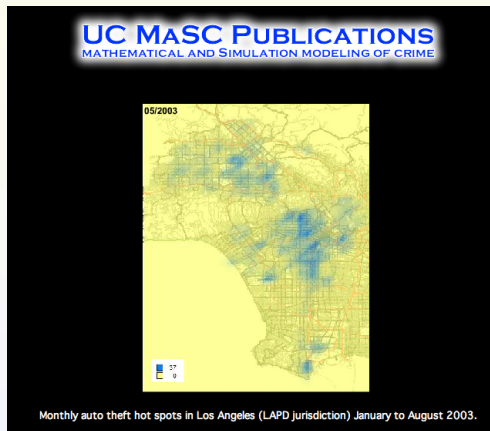 UC MASC PUBLICATIONS
MATHEMATICAL AND SIMULATION MODELING OF CRIME
05/2003
37
0
Monthly auto theft hot spots in Los Angeles (LAPD jurisdiction) January to August 2003.